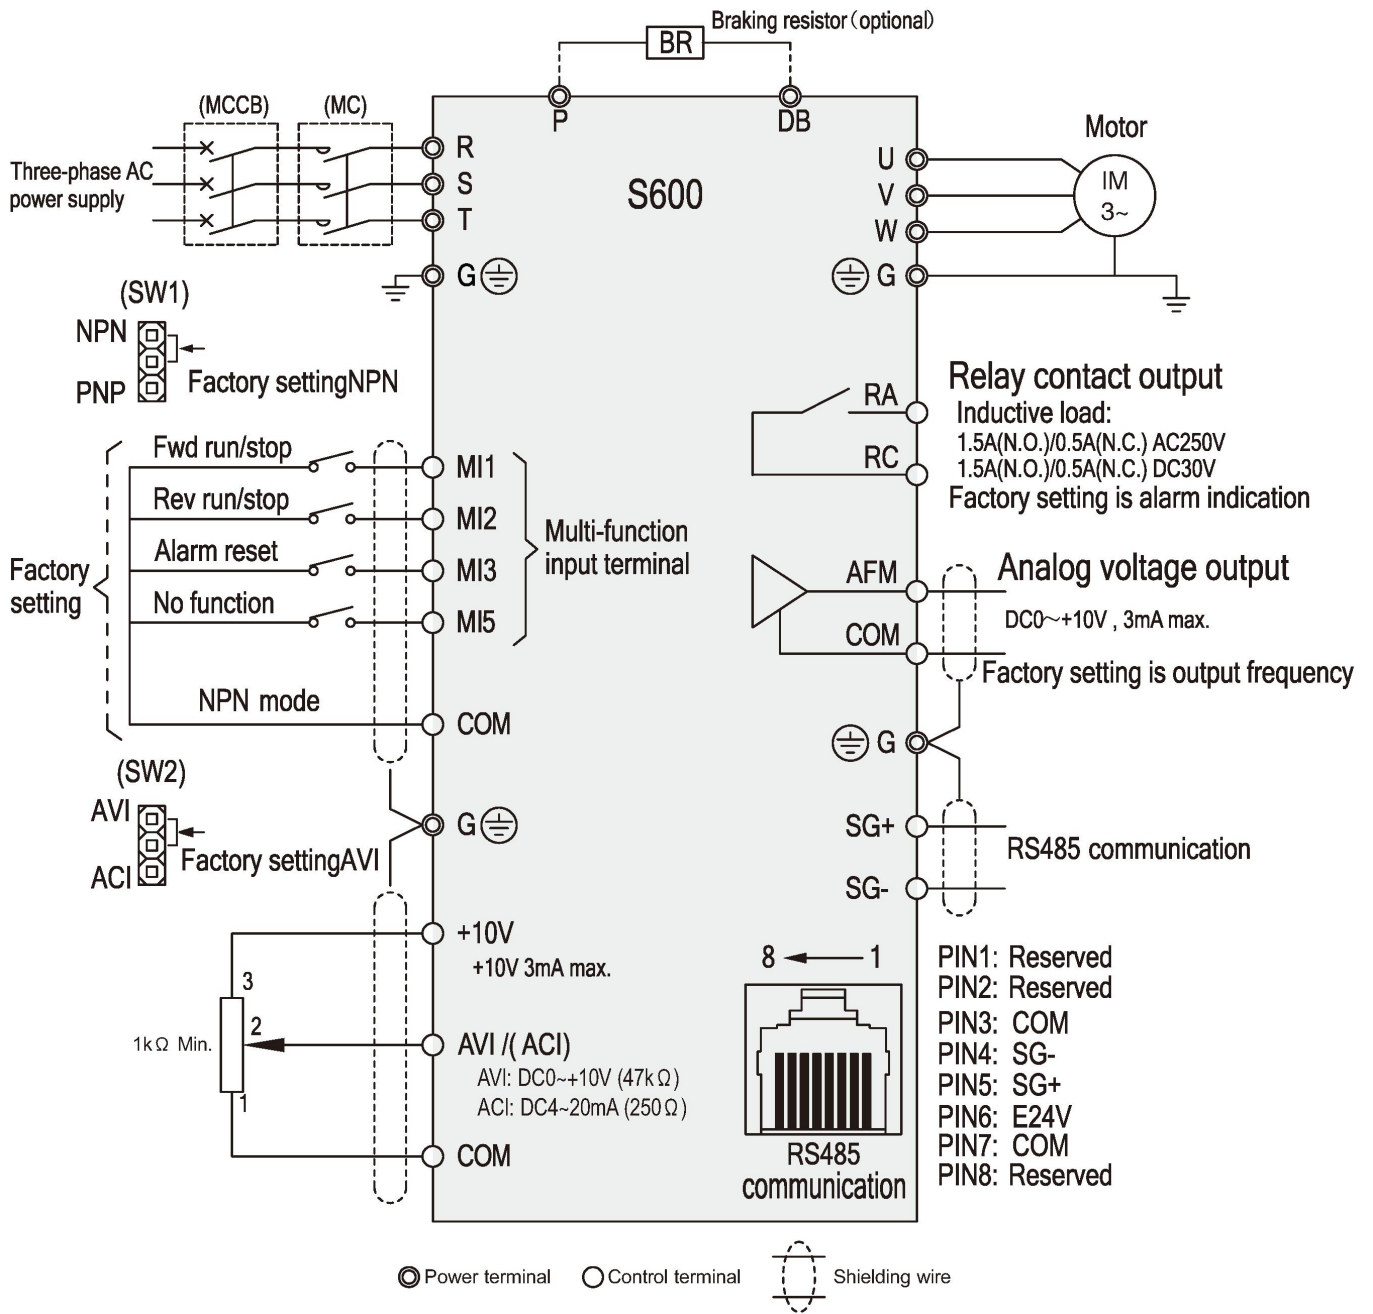 Braking resistor(optional)
BR
P
DB
(MCCB)
(MC)
Three-phase AC
power supply
R
S
T
G
S600
U
V
W
G
Motor
IM
3~
(SW1)
NPN
PNP
Factory settingNPN
RA
RC
Relay contact output
Inductive load:
1.5A(N.O.)/0.5A(N.C.) AC250V
1.5A(N.O.)/0.5A(N.C.) DC30V
Factory setting is alarm indication
Fwd run/stop
Rev run/stop
Alarm reset
No function
Factory
setting
MI1
MI2
MI3
MI5
Multi-function
input terminal
NPN mode
COM
AFM
COM
Analog voltage output
DC0~+10V , 3mA max.
Factory setting is output frequency
G
(SW2)
AVI
ACI
Factory settingAVI
G
SG+
SG-
RS485 communication
+10V
+10V 3mA max.
3
2
1
1kΩ Min.
AVI /( ACI)
AVI: DC0~+10V (47kΩ)
ACI: DC4~20mA (250Ω)
COM
8
1
RS485
communication
PIN1: Reserved
PIN2: Reserved
PIN3: COM
PIN4: SG-
PIN5: SG+
PIN6: E24V
PIN7: COM
PIN8: Reserved
Power terminal
Control terminal
Shielding wire